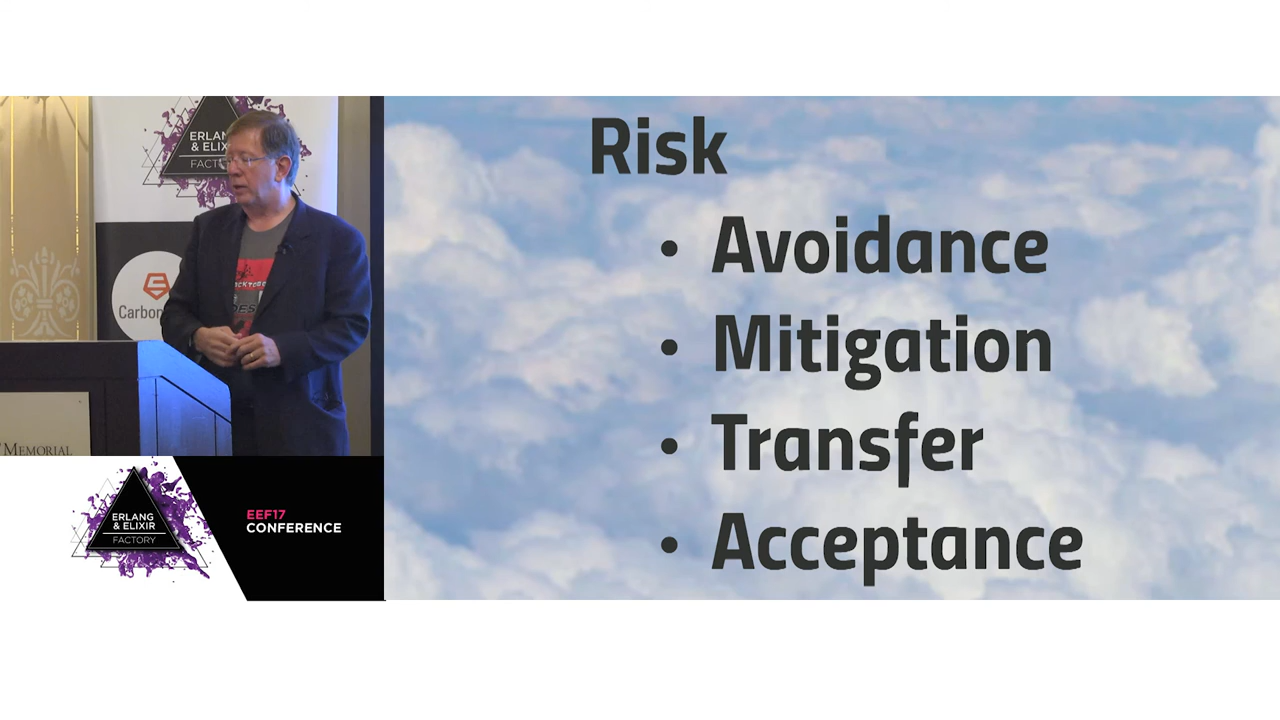 ERLANG
& ELIXIR
FACTORY
Carbon
MEMORIAL
ERLANG
& ELIXIR
FACTORY
EEF17
CONFERENCE
Risk
• Avoidance
• Mitigation
• Transfer
• Acceptance